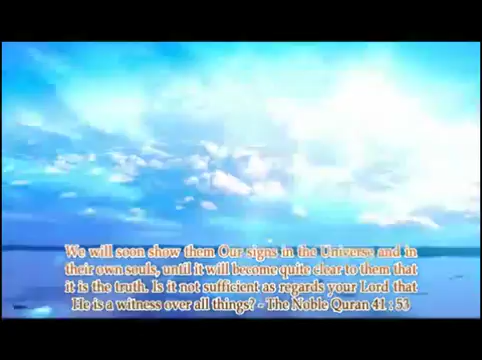 We will soon show them Our signs in the Universe and in
their own souls, until it will become quite clear to them that
it is the truth. Is it not sufficient as regards your Lord that
He is a witness over all things? - The Noble Quran 41 : 53